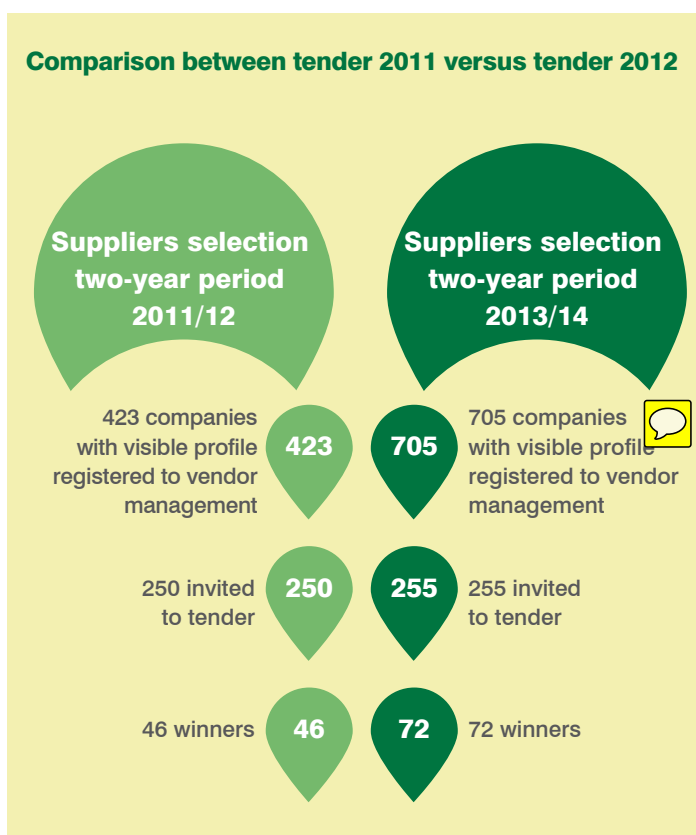 Comparison between tender 2011 versus tender 2012
Suppliers selection
two-year period
2011/12
Suppliers selection
two-year period
2013/14
423 companies
with visible profile
registered to vendor
management
423
705
705 companies
with visible profile
registered to vendor
management
250 invited
to tender
250
255
255 invited
to tender
46 winners
46
72
72 winners